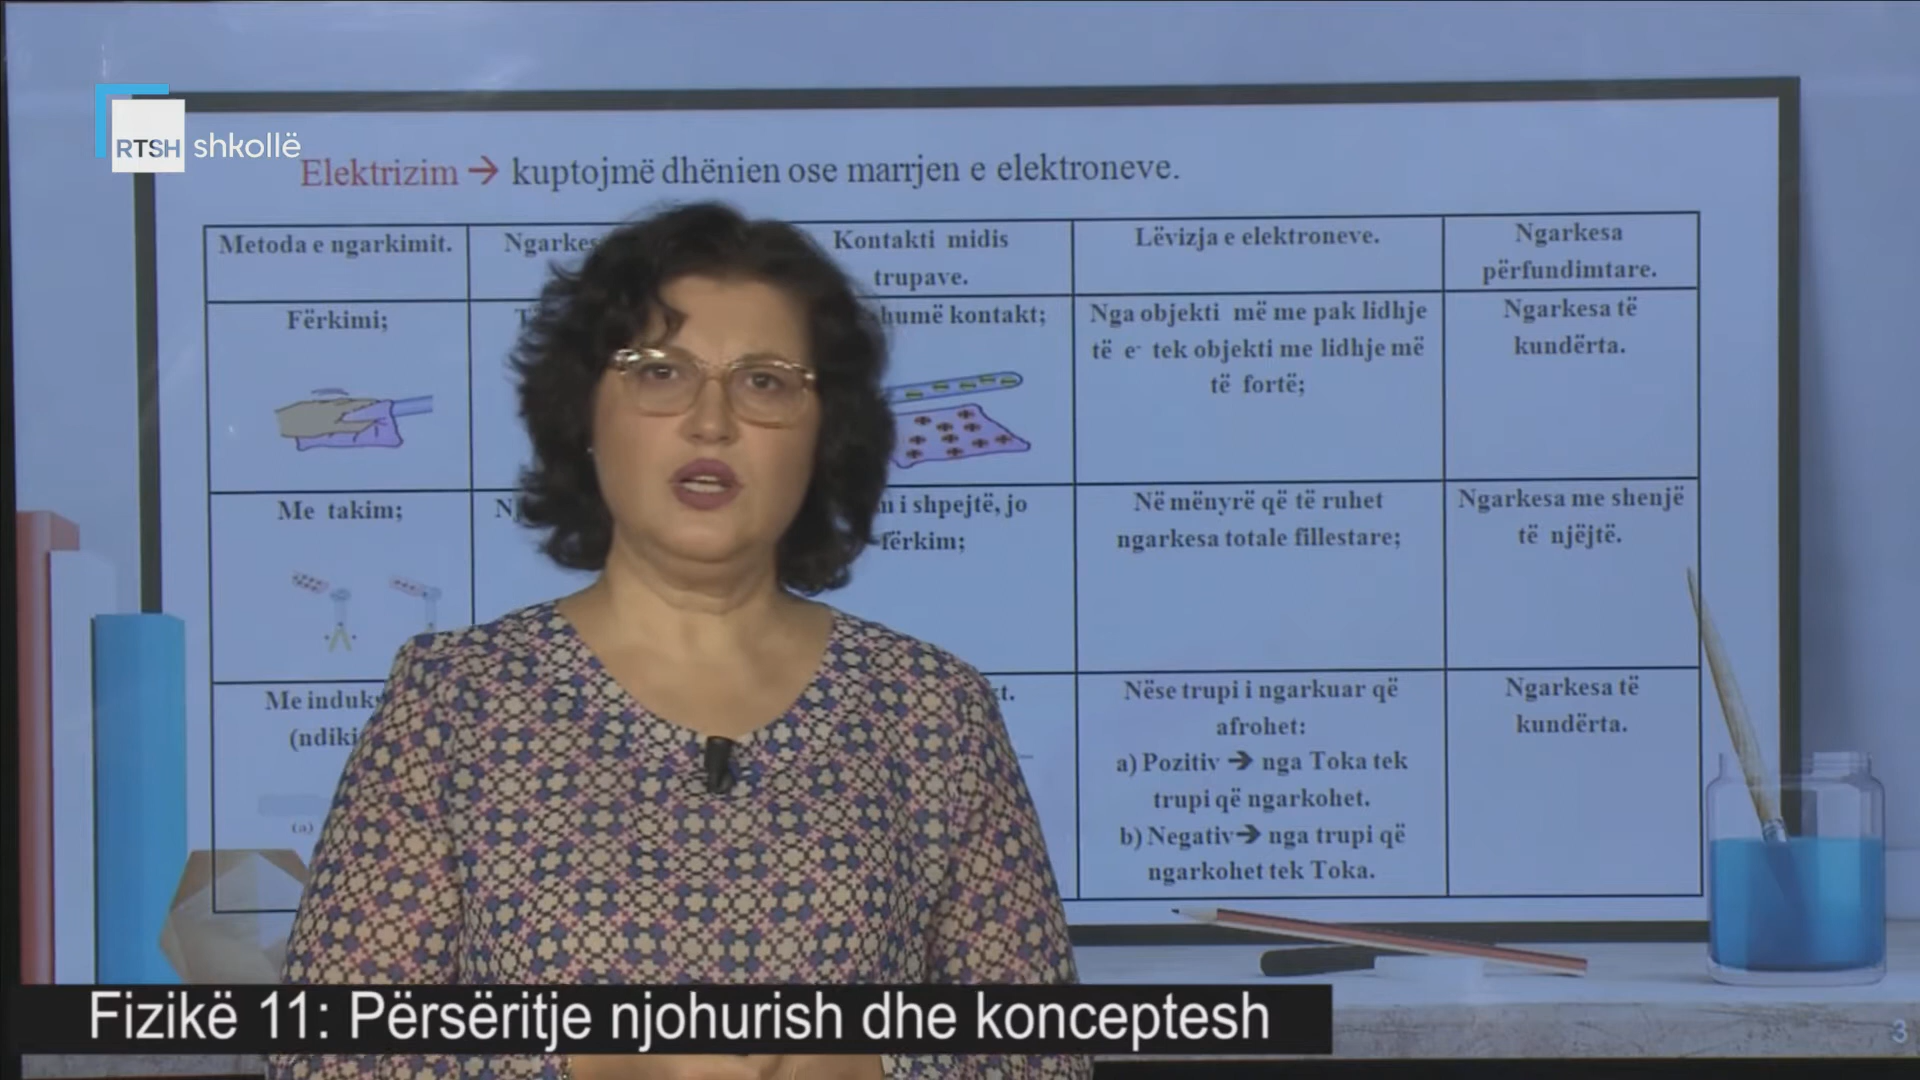 RTSH shkollë
Elektrizim → kuptojmë dhënien ose marrjen e elektroneve.
Metoda e ngarkimit.
Kontakti midis
trupave.
Lëvizja e elektroneve.
Ngarkesa
përfundimtare.
Fërkimi;
kontakt;
Nga objekti më me pak lidhje
të e- tek objekti me lidhje më
të fortë;
Ngarkesa të
kundërta.
Me takim;
i shpejtë, jo
fërkim;
Në mënyrë që të ruhet
ngarkesa totale fillestare;
Ngarkesa me shenjë
të njëjtë.
Me
(a)
Nëse trupi i ngarkuar që
afrohet:
a) Pozitiv → nga Toka tek
trupi që ngarkohet.
b) Negativ→ nga trupi që
ngarkohet tek Toka.
Ngarkesa të
kundërta.
Fizikë 11: Përsëritje njohurish dhe konceptesh
3